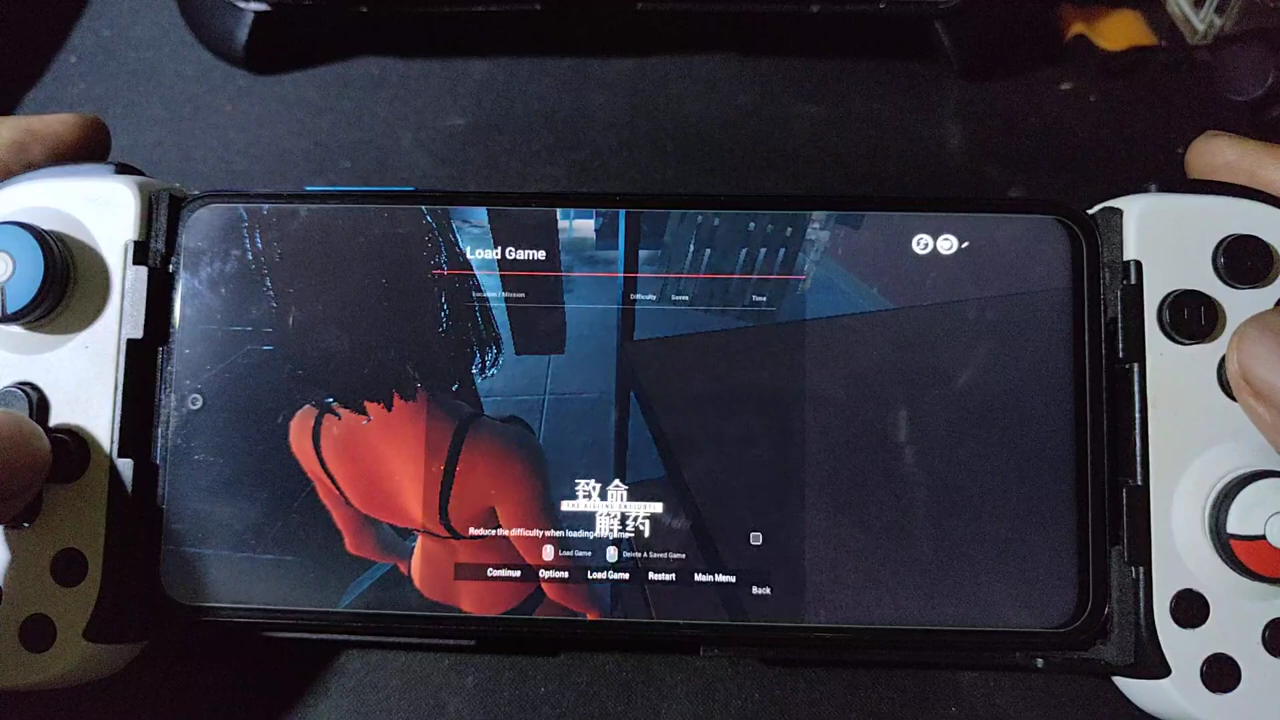 Load Game
Location / Mission Difficulty Saves Time
致命
THE KILLING ANTIDOTE
解药
Reduce the difficulty when loading the game
Load Game Delete A Saved Game
Continue Options Load Game Restart Main Menu
Back